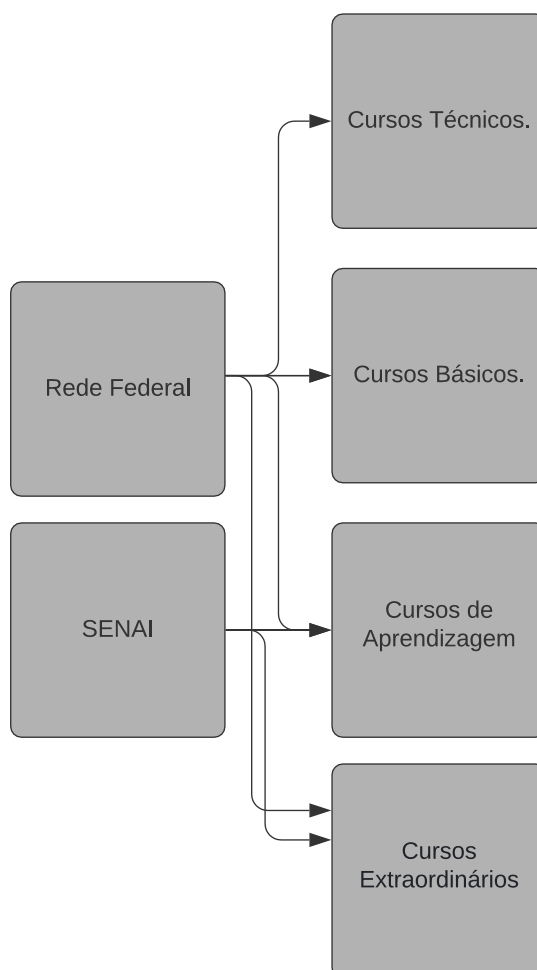 Cursos Técnicos.
Rede Federal
Cursos Básicos.
SENAI
Cursos de
Aprendizagem
Cursos
Extraordinários